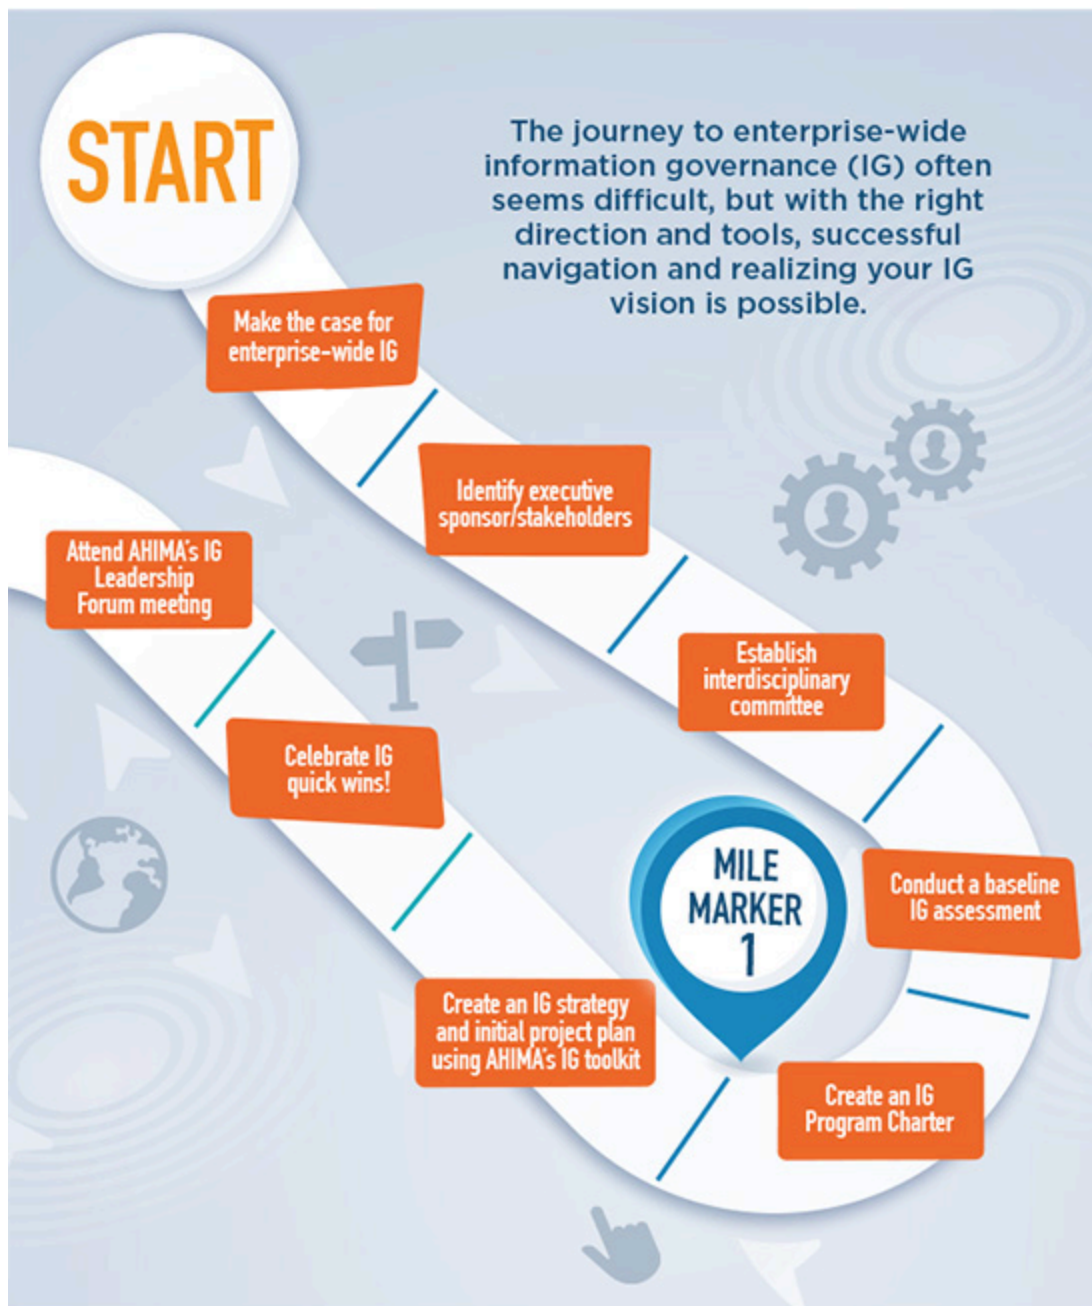 START
The journey to enterprise-wide
information governance (IG) often
seems difficult, but with the right
direction and tools, successful
navigation and realizing your IG
vision is possible.
Make the case for
enterprise-wide IG
Identify executive
sponsor/stakeholders
Establish
interdisciplinary
committee
Conduct a baseline
IG assessment
Create an IG
Program Charter
MILE
MARKER
1
Create an IG strategy
and initial project plan
using AHIMA's IG toolkit
Celebrate IG
quick wins!
Attend AHIMA's IG
Leadership
Forum meeting